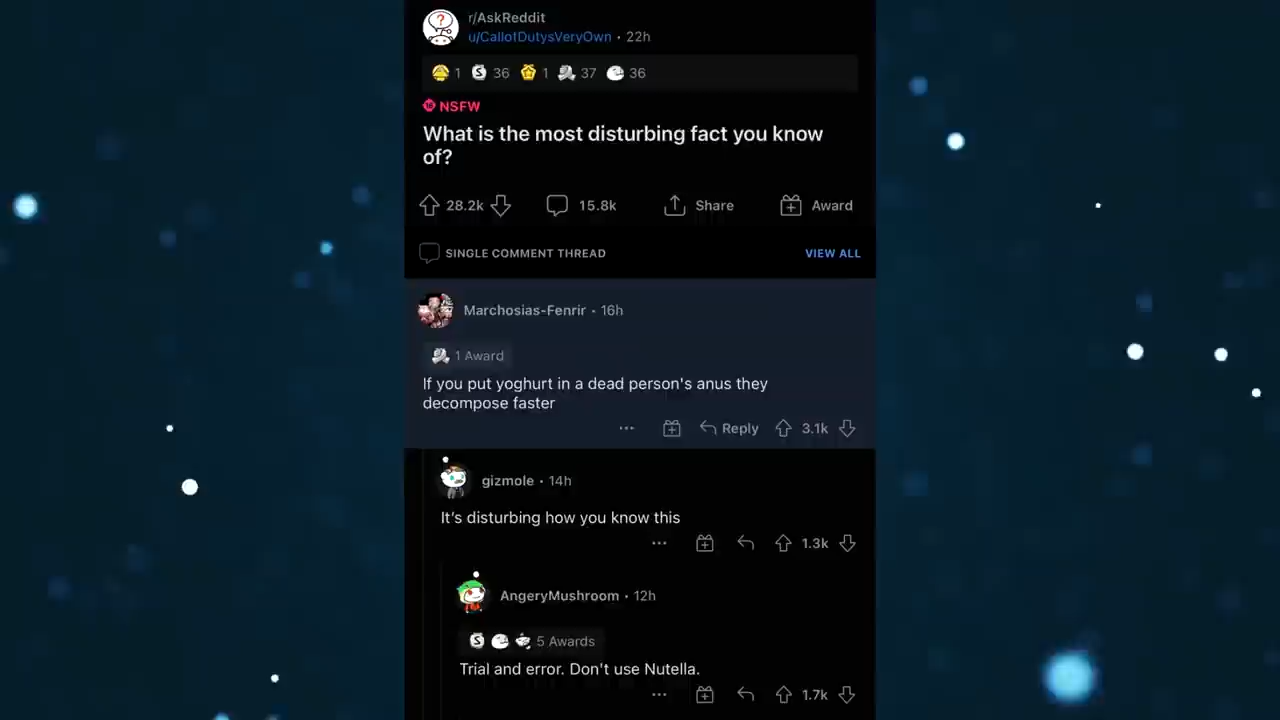 r/AskReddit
u/CallofDutysVeryOwn · 22h
1 S 36 1 37 36
18 NSFW
What is the most disturbing fact you know
of?
28.2k 15.8k Share Award
SINGLE COMMENT THREAD VIEW ALL
Marchosias-Fenrir · 16h
1 Award
If you put yoghurt in a dead person's anus they
decompose faster
··· Reply 3.1k
gizmole · 14h
It's disturbing how you know this
··· 1.3k
AngeryMushroom · 12h
S 5 Awards
Trial and error. Don't use Nutella.
··· 1.7k